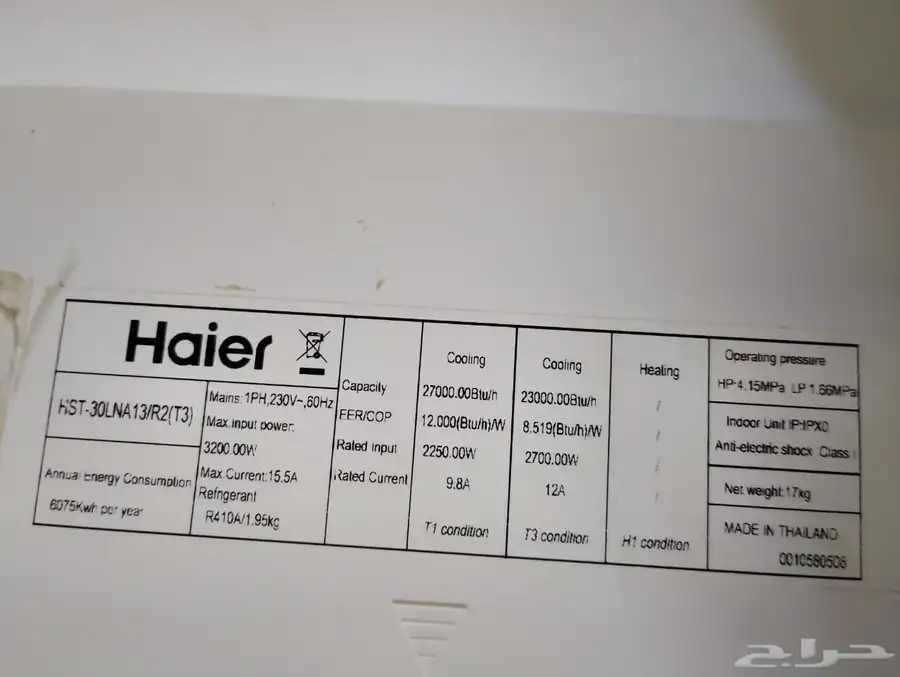 Haier
HST-30LNA13/R2(T3)
Annual Energy Consumption
6075Kwh per year
Mains: 1PH,230V~,60Hz
Max.input power:
3200.00W
Max.Current:15.5A
Refrigerant
R410A/1.95kg
Capacity
EER/COP
Rated Input
Rated Current
Cooling
27000.00Btu/h
12.000(Btu/h)/W
2250.00W
9.8A
T1 condition
Cooling
23000.00Btu/h
8.519(Btu/h)/W
2700.00W
12A
T3 condition
Heating
/
/
/
/
H1 condition
Operating pressure
HP:4.15MPa LP 1.66MPa
Indoor Unit IP:IPX0
Anti-electric shock Class I
Net weight:17kg
MADE IN THAILAND
0010580506
حراج